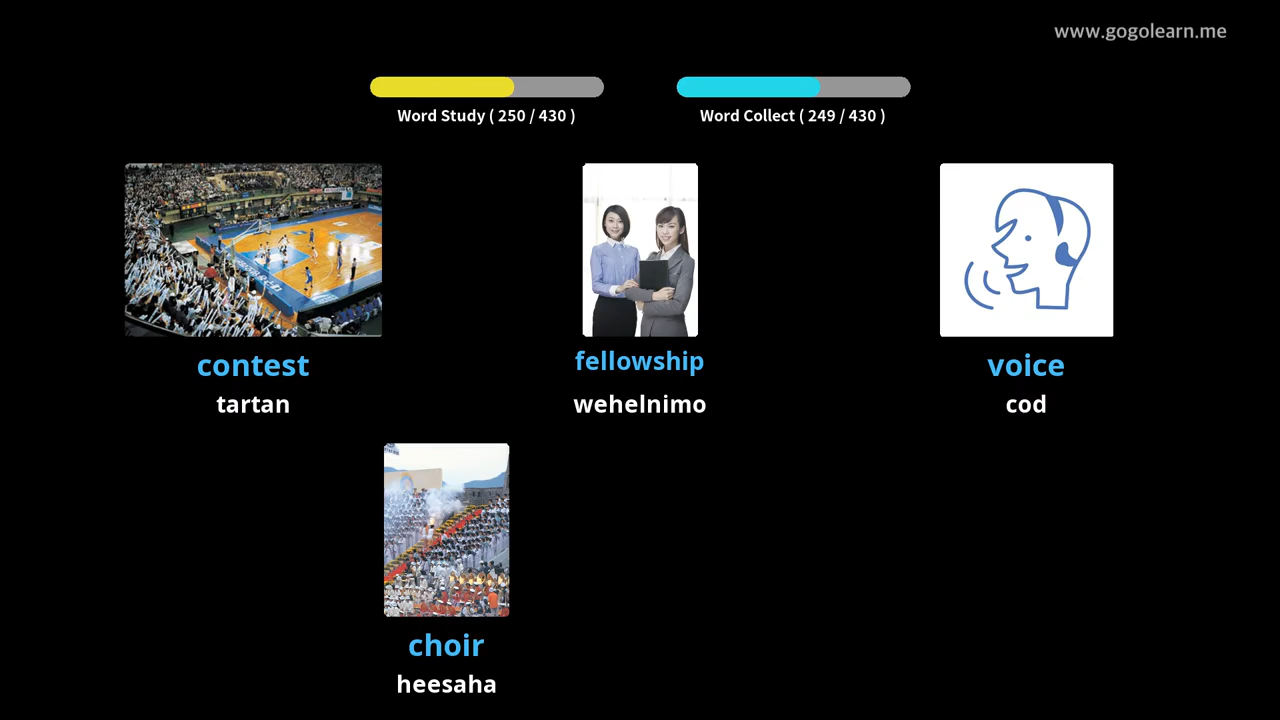 www.gogolearn.me
Word Study ( 250 / 430 )
Word Collect ( 249 / 430 )
contest
tartan
fellowship
wehelnimo
voice
cod
choir
heesaha